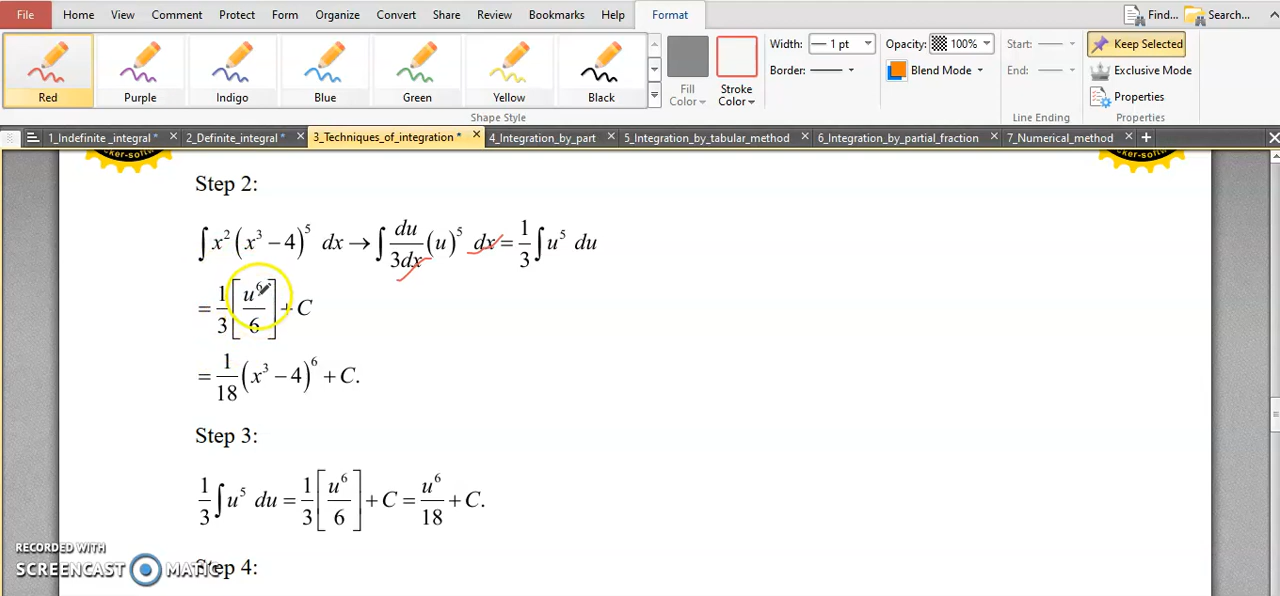 File Home View Comment Protect Form Organize Convert Share Review Bookmarks Help Format Find... Search...
Red Purple Indigo Blue Green Yellow Black
Shape Style
Fill Color
Stroke Color
Width: 1 pt
Border:
Opacity: 100%
Blend Mode
Start:
End:
Line Ending
Keep Selected
Exclusive Mode
Properties
Properties
1_Indefinite_integral * 2_Definite_integral * 3_Techniques_of_integration * 4_Integration_by_part 5_Integration_by_tabular_method 6_Integration_by_partial_fraction 7_Numerical_money
Step 2:
∫ x² (x³ − 4)⁵ dx → ∫ du/3dx (u)⁵ dx = 1/3 ∫ u⁵ du
= 1/3 [u⁶/6] + C
= 1/18 (x³ − 4)⁶ + C.
Step 3:
1/3 ∫ u⁵ du = 1/3 [u⁶/6] + C = u⁶/18 + C.
Step 4:
RECORDED WITH
SCREENCAST MATIC